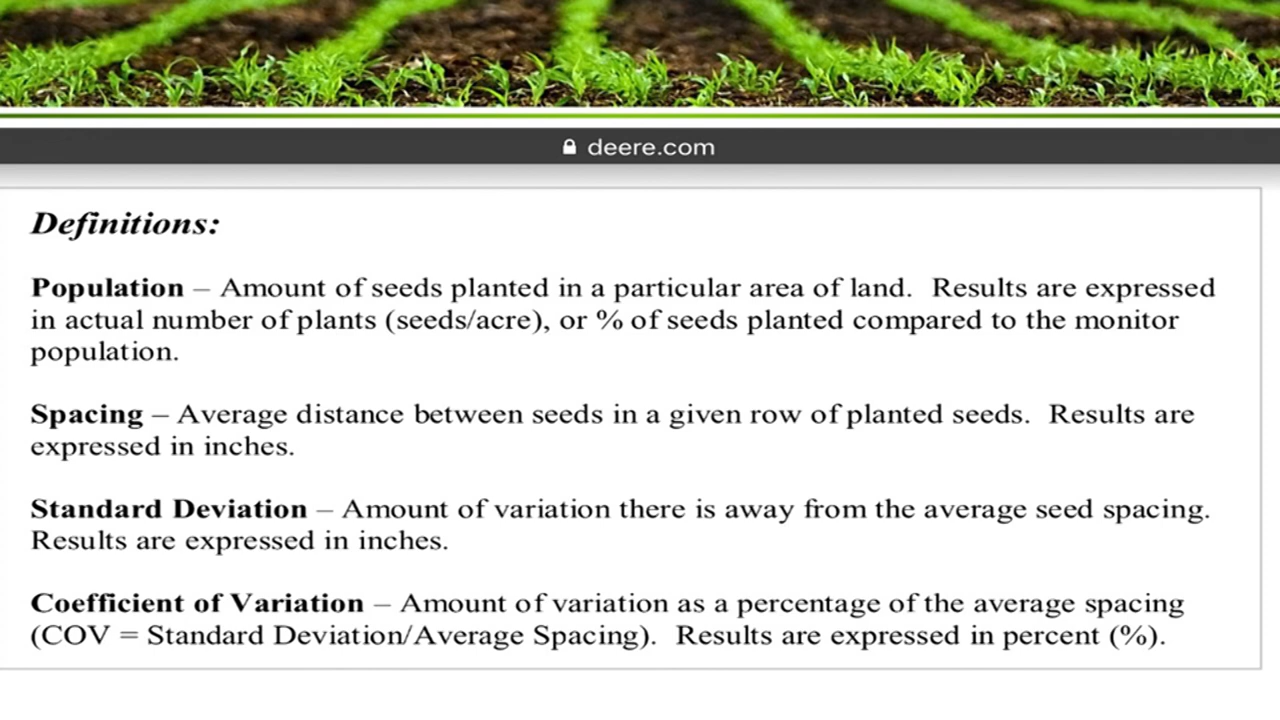 deere.com
Definitions:
Population – Amount of seeds planted in a particular area of land. Results are expressed
in actual number of plants (seeds/acre), or % of seeds planted compared to the monitor
population.
Spacing – Average distance between seeds in a given row of planted seeds. Results are
expressed in inches.
Standard Deviation – Amount of variation there is away from the average seed spacing.
Results are expressed in inches.
Coefficient of Variation – Amount of variation as a percentage of the average spacing
(COV = Standard Deviation/Average Spacing). Results are expressed in percent (%).